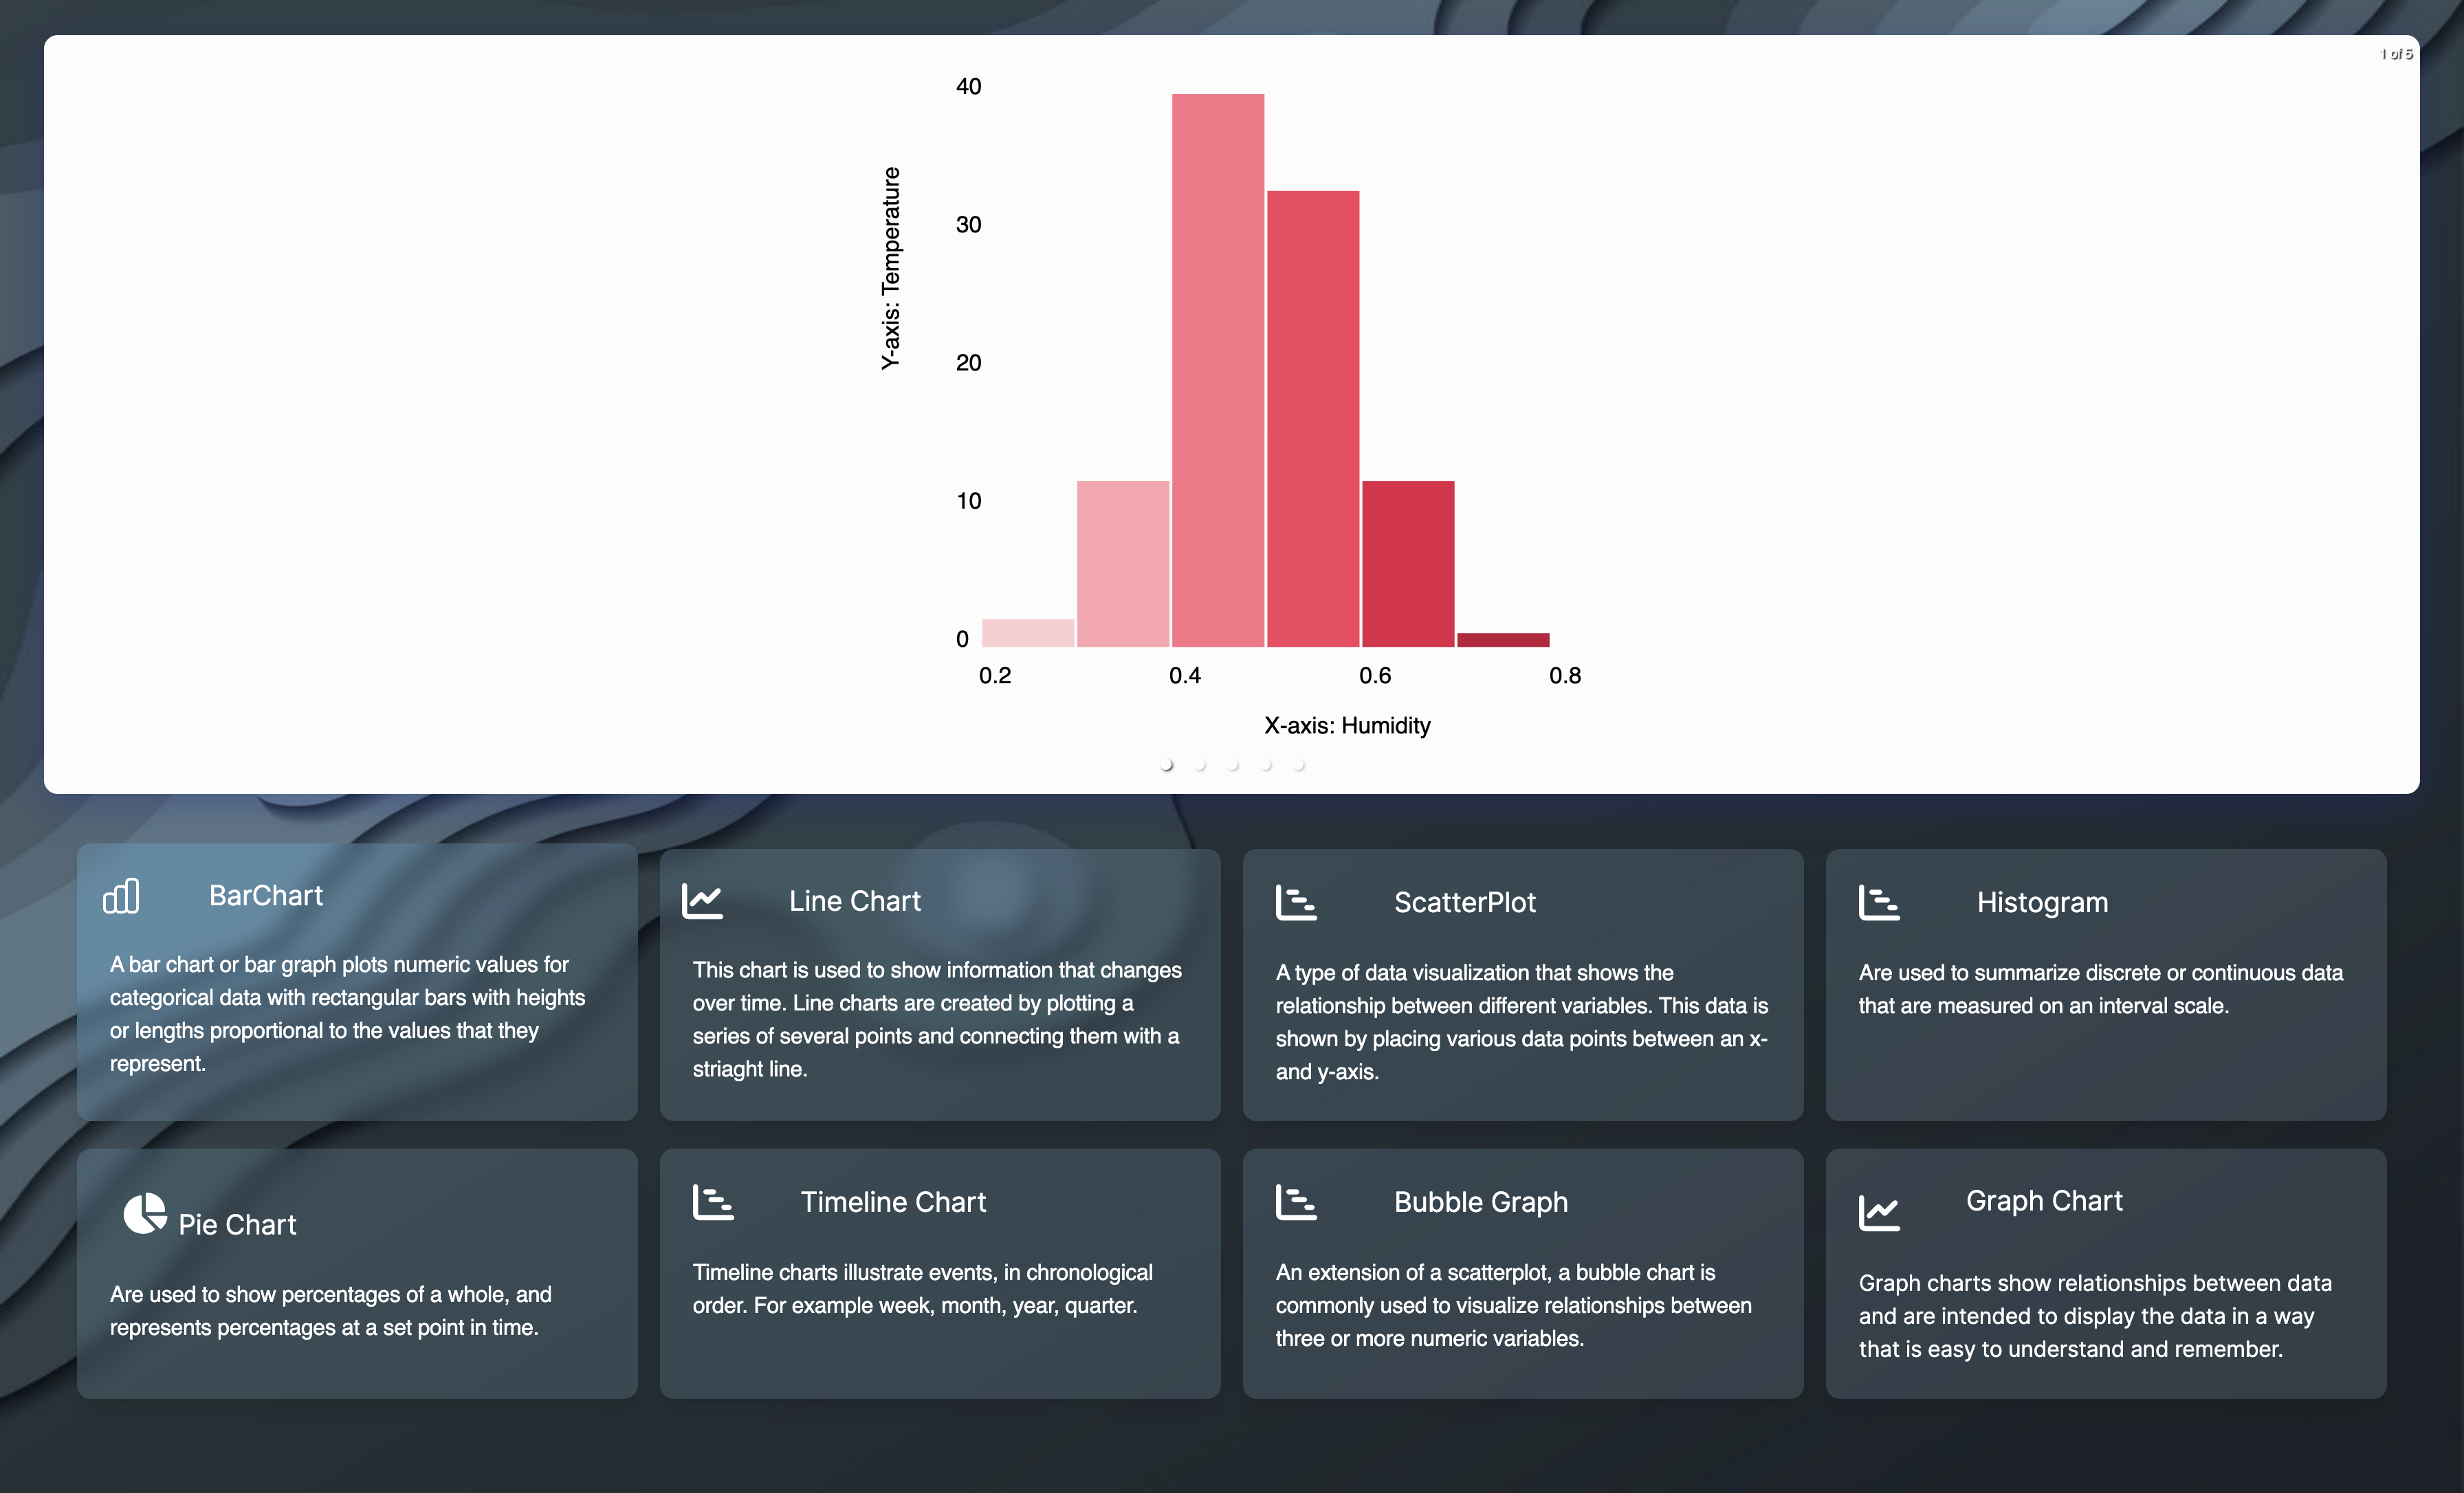 1 of 5
40
30
20
10
0
Y-axis: Temperature
0.2 0.4 0.6 0.8
X-axis: Humidity
BarChart
A bar chart or bar graph plots numeric values for
categorical data with rectangular bars with heights
or lengths proportional to the values that they
represent.
Line Chart
This chart is used to show information that changes
over time. Line charts are created by plotting a
series of several points and connecting them with a
striaght line.
ScatterPlot
A type of data visualization that shows the
relationship between different variables. This data is
shown by placing various data points between an x-
and y-axis.
Histogram
Are used to summarize discrete or continuous data
that are measured on an interval scale.
Pie Chart
Are used to show percentages of a whole, and
represents percentages at a set point in time.
Timeline Chart
Timeline charts illustrate events, in chronological
order. For example week, month, year, quarter.
Bubble Graph
An extension of a scatterplot, a bubble chart is
commonly used to visualize relationships between
three or more numeric variables.
Graph Chart
Graph charts show relationships between data
and are intended to display the data in a way
that is easy to understand and remember.